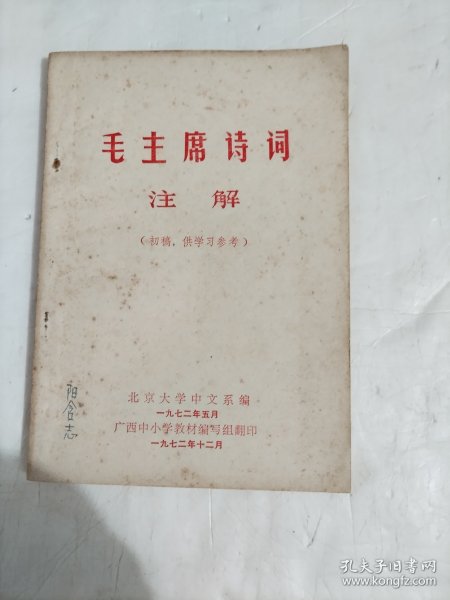 毛主席诗词
注解
（初稿，供学习参考）
北京大学中文系编
一九七二年五月
广西中小学教材编写组翻印
一九七二年十二月
阳含志
孔夫子旧书网
www.kongfz.com